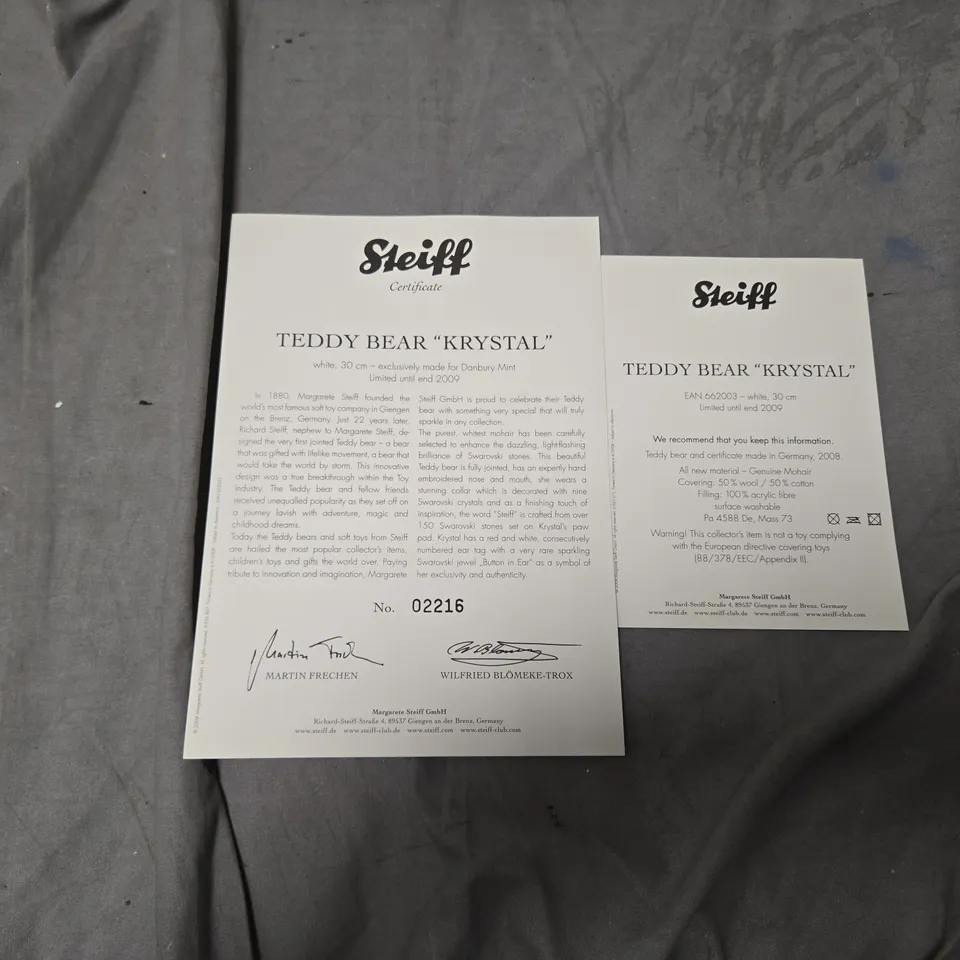 Steiff
Certificate
TEDDY BEAR “KRYSTAL”
white, 30 cm – exclusively made for Danbury Mint
Limited until end 2009
In 1880, Margarete Steiff founded the
world's most famous soft toy company in Giengen
on the Brenz, Germany. Just 22 years later,
Richard Steiff, nephew to Margarete Steiff, de-
signed the very first jointed Teddy bear – a bear
that was gifted with lifelike movement, a bear that
would take the world by storm. This innovative
design was a true breakthrough within the Toy
industry. The Teddy bear and fellow friends
received unequalled popularity as they set off on
a journey lavish with adventure, magic and
childhood dreams.
Today the Teddy bears and soft toys from Steiff
are hailed the most popular collector's items,
children's toys and gifts the world over. Paying
tribute to innovation and imagination, Margarete
Steiff GmbH is proud to celebrate their Teddy
bear with something very special that will truly
sparkle in any collection.
The purest, whitest mohair has been carefully
selected to enhance the dazzling, light-flashing
brilliance of Swarovski stones. This beautiful
Teddy bear is fully jointed, has an expertly hand
embroidered nose and mouth, she wears a
stunning collar which is decorated with nine
Swarovski crystals and as a finishing touch of
inspiration, the word "Steiff" is crafted from over
150 Swarovski stones set on Krystal's paw
pad. Krystal has a red and white, consecutively
numbered ear tag with a very rare sparkling
Swarovski jewel „Button in Ear" as a symbol of
her exclusivity and authenticity.
No. 02216
MARTIN FRECHEN
WILFRIED BLÖMEKE-TROX
Margarete Steiff GmbH
Richard-Steiff-Straße 4, 89537 Giengen an der Brenz, Germany
www.steiff.de www.steiff-club.de www.steiff.com www.steiff-club.com
Steiff
TEDDY BEAR “KRYSTAL”
EAN 662003 – white, 30 cm
Limited until end 2009
We recommend that you keep this information.
Teddy bear and certificate made in Germany, 2008.
All new material – Genuine Mohair
Covering: 50 % wool / 50 % cotton
Filling: 100 % acrylic fibre
surface washable
Pa 4588 De, Mass 73
Warning! This collector's item is not a toy complying
with the European directive covering toys
(88/378/EEC/Appendix II).
Margarete Steiff GmbH
Richard-Steiff-Straße 4, 89537 Giengen an der Brenz, Germany
www.steiff.de www.steiff-club.de www.steiff.com www.steiff-club.com